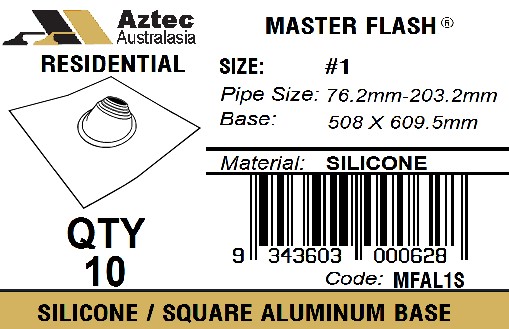 Aztec
Australasia
MASTER FLASH ®
RESIDENTIAL
SIZE: #1
Pipe Size: 76.2mm-203.2mm
Base: 508 X 609.5mm
Material: SILICONE
QTY
10
9 343603 000628
Code: MFAL1S
SILICONE / SQUARE ALUMINUM BASE